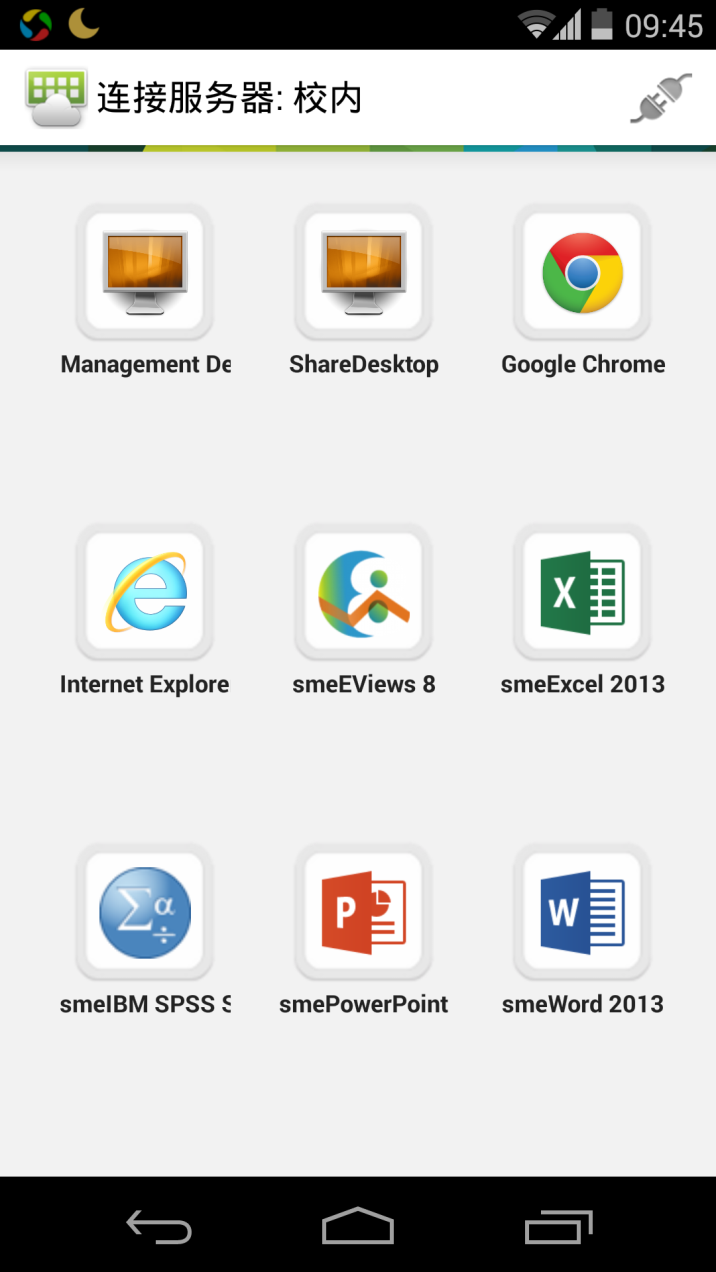 09:45
连接服务器: 校内
Management De
ShareDesktop
Google Chrome
Internet Explore
smeEViews 8
X
smeExcel 2013
Σα
÷
smeIBM SPSS S
P
smePowerPoint
W
smeWord 2013